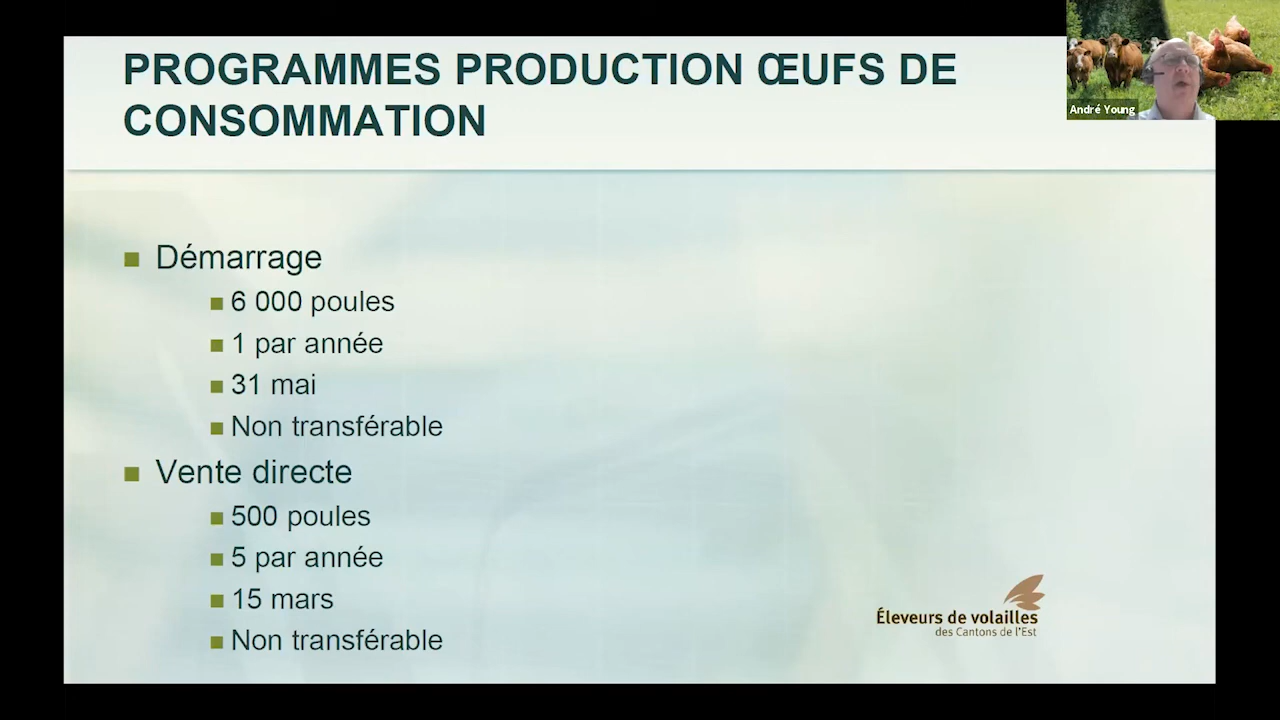 PROGRAMMES PRODUCTION ŒUFS DE
CONSOMMATION
André Young
Démarrage
6 000 poules
1 par année
31 mai
Non transférable
Vente directe
500 poules
5 par année
15 mars
Non transférable
Éleveurs de volailles
des Cantons de l'Est